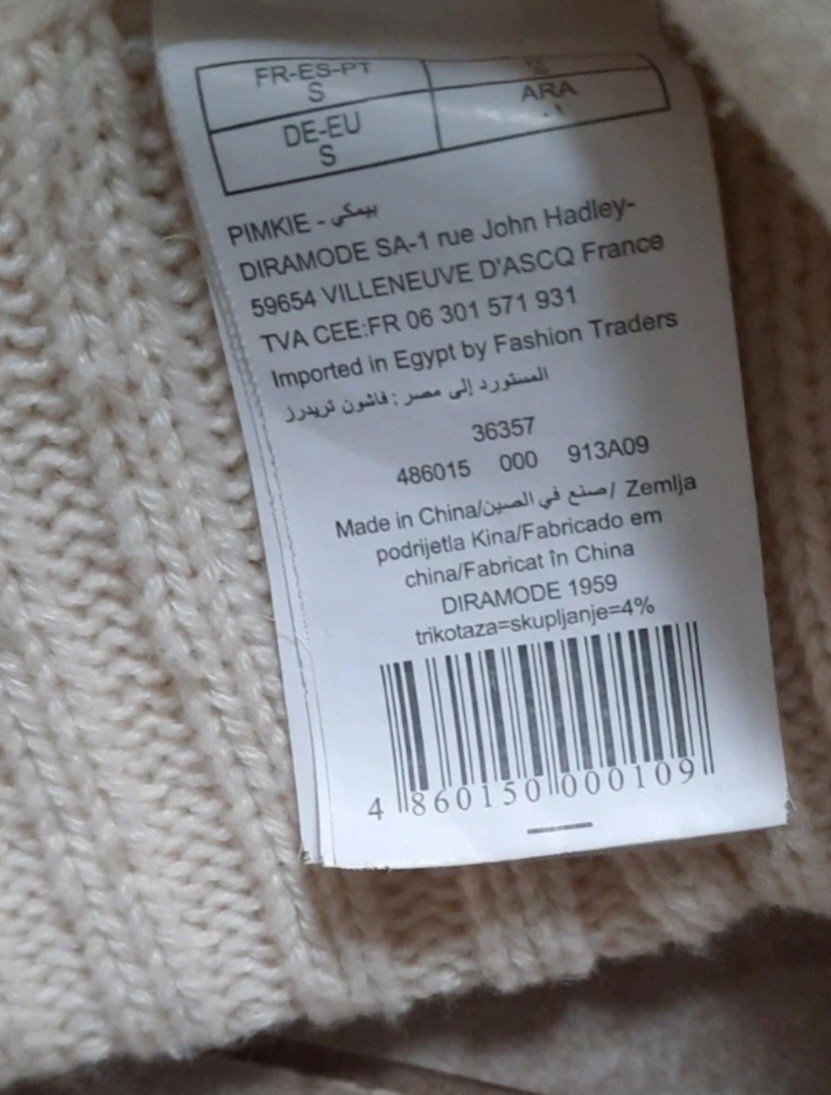 FR-ES-PT
S
ARA
DE-EU
S
PIMKIE - بيمكي
DIRAMODE SA-1 rue John Hadley-
59654 VILLENEUVE D'ASCQ France
TVA CEE:FR 06 301 571 931
Imported in Egypt by Fashion Traders
المستورد إلى مصر : فاشون تريدرز
36357
486015 000 913A09
Made in China/صنع في الصين/ Zemlja
podrijetla Kina/Fabricado em
china/Fabricat în China
DIRAMODE 1959
trikotaza=skupljanje=4%
4 860150 000109